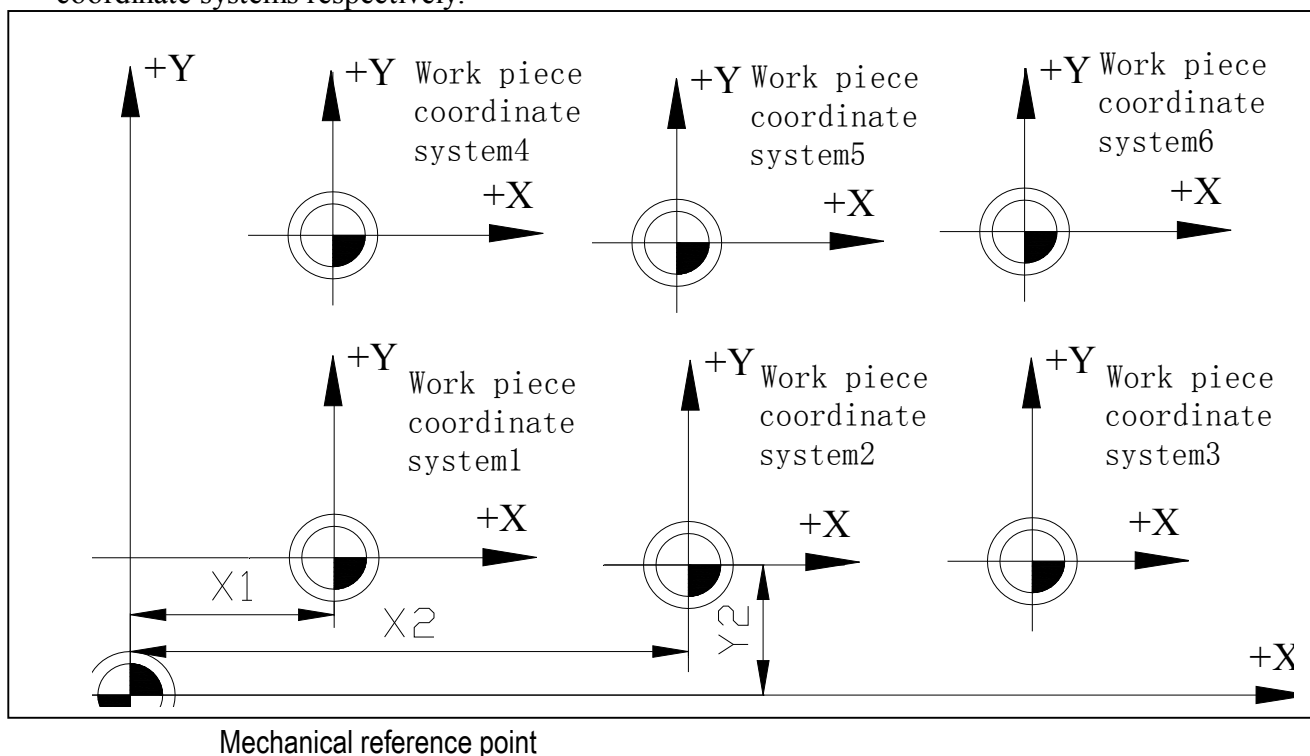 coordinate systems respectively.
+Y
+Y
Work piece
coordinate
system4
+X
+Y
Work piece
coordinate
system5
+X
+Y
Work piece
coordinate
system6
+X
+Y
Work piece
coordinate
system1
+X
+Y
Work piece
coordinate
system2
+X
+Y
Work piece
coordinate
system3
+X
X1
X2
Y2
+X
Mechanical reference point